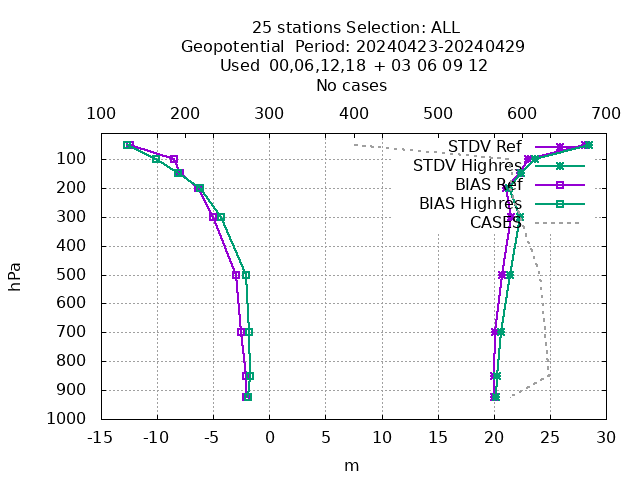 25 stations Selection: ALL
Geopotential  Period: 20240423-20240429
Used  00,06,12,18 + 03 06 09 12
No cases
100 200 300 400 500 600 700
STDV Ref
STDV Highres
BIAS Ref
BIAS Highres
CASES
100
200
300
400
500
600
700
800
900
1000
hPa
-15 -10 -5 0 5 10 15 20 25 30
m